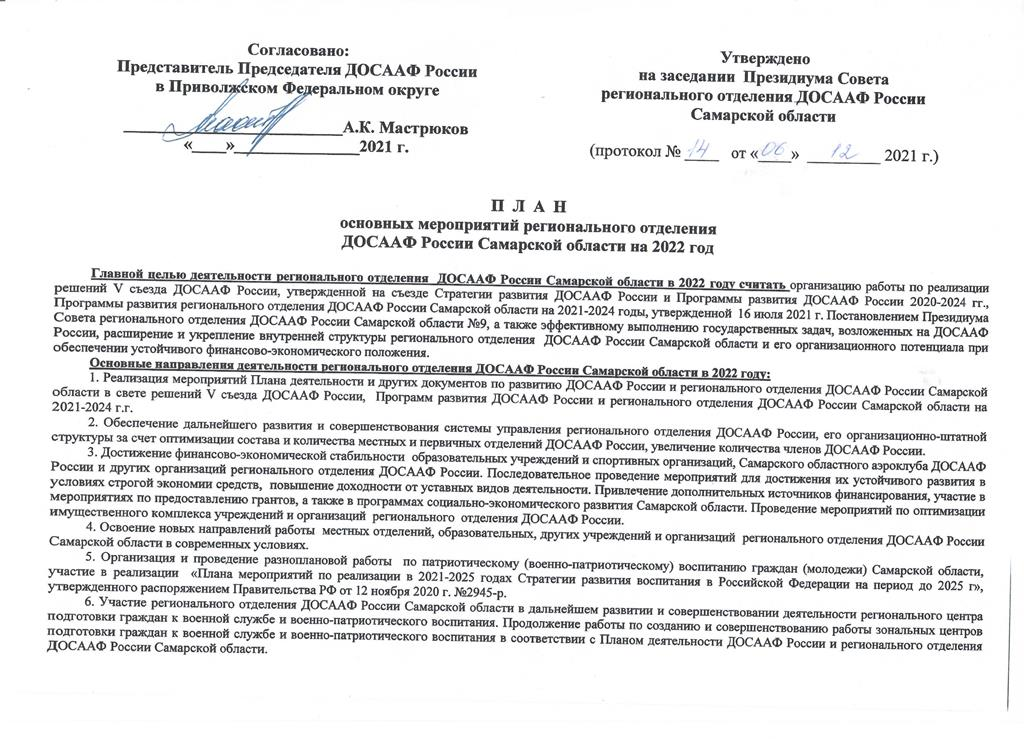 Согласовано:
Представитель Председателя ДОСААФ России
в Приволжском Федеральном округе
____________________________А.К. Мастрюков
«____»________________2021 г.
Утверждено
на заседании Президиума Совета
регионального отделения ДОСААФ России
Самарской области
(протокол № 14 от «06» 12 2021 г.)
П Л А Н
основных мероприятий регионального отделения
ДОСААФ России Самарской области на 2022 год
Главной целью деятельности регионального отделения ДОСААФ России Самарской области в 2022 году считать организацию работы по реализации
решений V съезда ДОСААФ России, утвержденной на съезде Стратегии развития ДОСААФ России и Программы развития ДОСААФ России 2020-2024 гг.,
Программы развития регионального отделения ДОСААФ России Самарской области на 2021-2024 годы, утвержденной 16 июля 2021 г. Постановлением Президиума
Совета регионального отделения ДОСААФ России Самарской области №9, а также эффективному выполнению государственных задач, возложенных на ДОСААФ
России, расширение и укрепление внутренней структуры регионального отделения ДОСААФ России Самарской области и его организационного потенциала при
обеспечении устойчивого финансово-экономического положения.
Основные направления деятельности регионального отделения ДОСААФ России Самарской области в 2022 году:
1. Реализация мероприятий Плана деятельности и других документов по развитию ДОСААФ России и регионального отделения ДОСААФ России Самарской
области в свете решений V съезда ДОСААФ России, Программ развития ДОСААФ России и регионального отделения ДОСААФ России Самарской области на
2021-2024 г.г.
2. Обеспечение дальнейшего развития и совершенствования системы управления регионального отделения ДОСААФ России, его организационно-штатной
структуры за счет оптимизации состава и количества местных и первичных отделений ДОСААФ России, увеличение количества членов ДОСААФ России.
3. Достижение финансово-экономической стабильности образовательных учреждений и спортивных организаций, Самарского областного аэроклуба ДОСААФ
России и других организаций регионального отделения ДОСААФ России. Последовательное проведение мероприятий для достижения их устойчивого развития в
условиях строгой экономии средств, повышение доходности от уставных видов деятельности. Привлечение дополнительных источников финансирования, участие в
мероприятиях по предоставлению грантов, а также в программах социально-экономического развития Самарской области. Проведение мероприятий по оптимизации
имущественного комплекса учреждений и организаций регионального отделения ДОСААФ России.
4. Освоение новых направлений работы местных отделений, образовательных, других учреждений и организаций регионального отделения ДОСААФ России
Самарской области в современных условиях.
5. Организация и проведение разноплановой работы по патриотическому (военно-патриотическому) воспитанию граждан (молодежи) Самарской области,
участие в реализации «Плана мероприятий по реализации в 2021-2025 годах Стратегии развития воспитания в Российской Федерации на период до 2025 г»,
утвержденного распоряжением Правительства РФ от 12 ноября 2020 г. №2945-р.
6. Участие регионального отделения ДОСААФ России Самарской области в дальнейшем развитии и совершенствовании деятельности регионального центра
подготовки граждан к военной службе и военно-патриотического воспитания. Продолжение работы по созданию и совершенствованию работы зональных центров
подготовки граждан к военной службе и военно-патриотического воспитания в соответствии с Планом деятельности ДОСААФ России и регионального отделения
ДОСААФ России Самарской области.